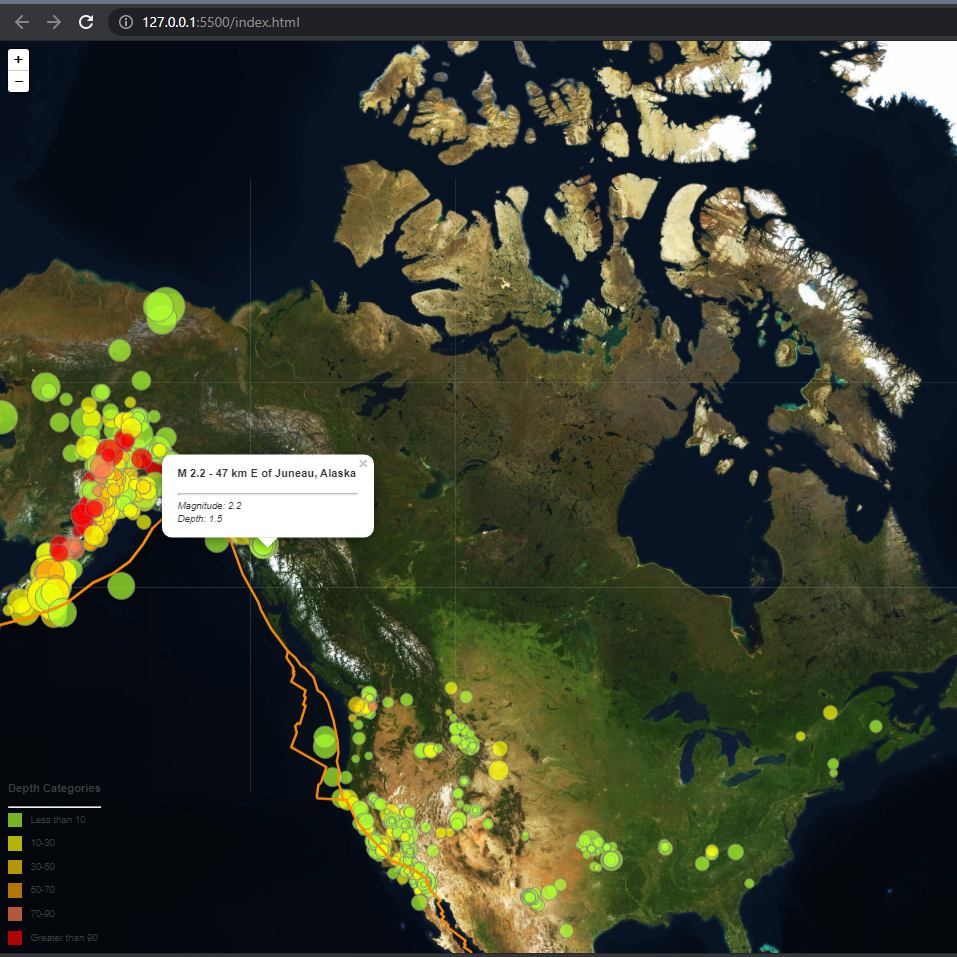 127.0.0.1:5500/index.html
+
−
×
M 2.2 - 47 km E of Juneau, Alaska
Magnitude: 2.2
Depth: 1.5
Depth Categories
Less than 10
10-30
30-50
50-70
70-90
Greater than 90